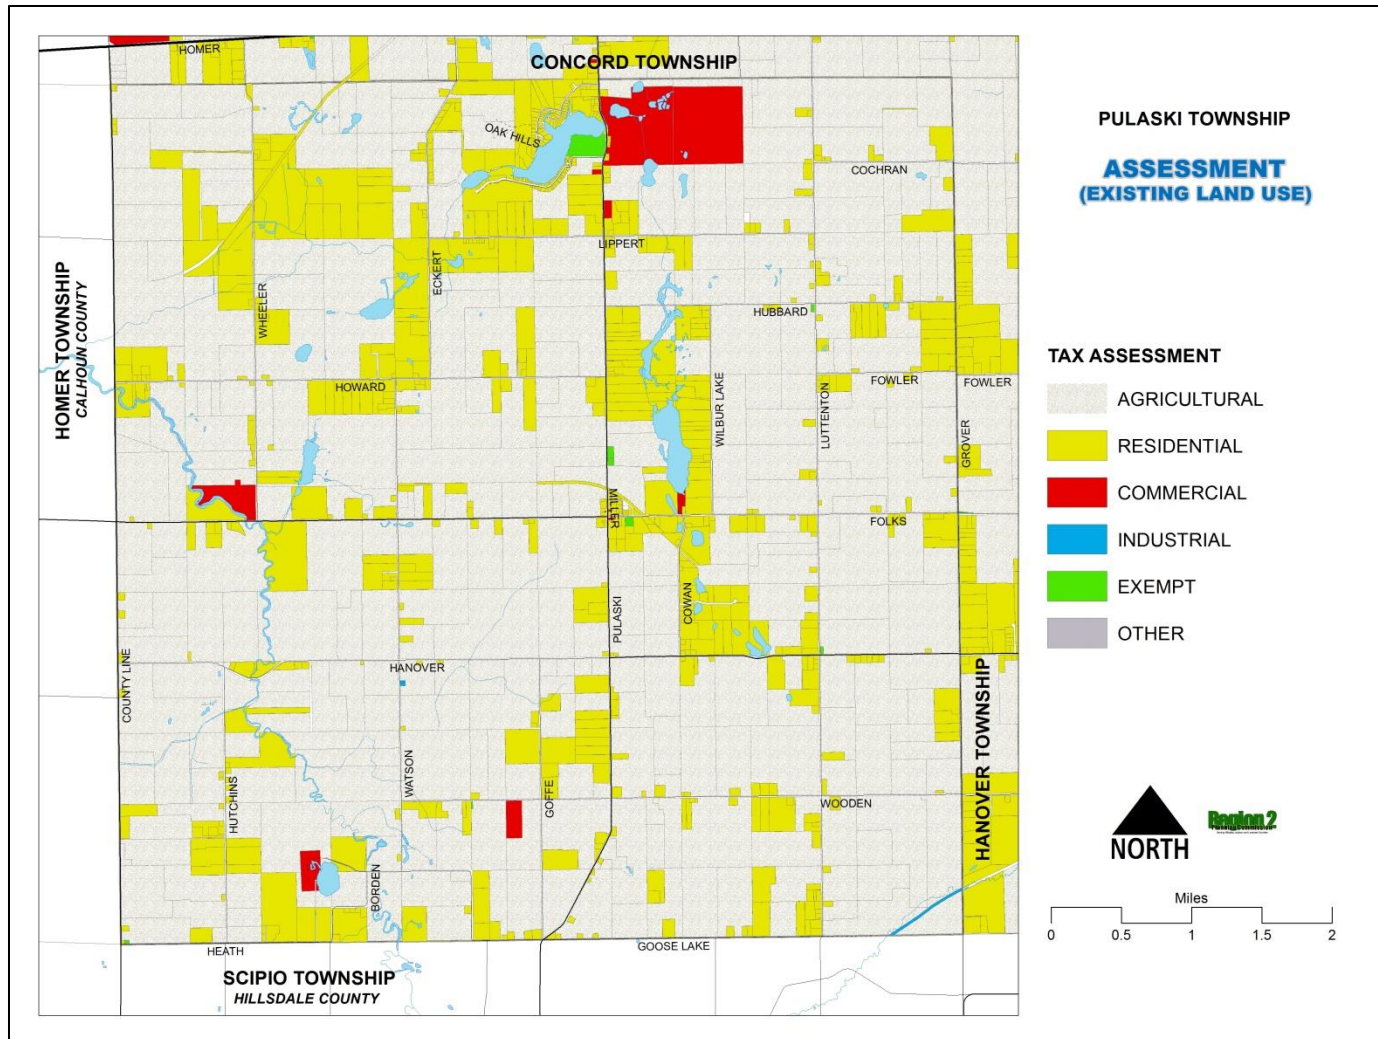 HOMER
CONCORD TOWNSHIP
OAK HILLS
COCHRAN
LIPPERT
ECKERT
WHEELER
HUBBARD
HOMER TOWNSHIP
CALHOUN COUNTY
HOWARD
WILBUR LAKE
LUTTENTON
FOWLER
FOWLER
GROVER
MILLER
FOLKS
PULASKI
COWAN
COUNTY LINE
HANOVER
HANOVER TOWNSHIP
HUTCHINS
WATSON
GOFFE
WOODEN
BORDEN
HEATH
GOOSE LAKE
SCIPIO TOWNSHIP
HILLSDALE COUNTY
PULASKI TOWNSHIP
ASSESSMENT
(EXISTING LAND USE)
TAX ASSESSMENT
AGRICULTURAL
RESIDENTIAL
COMMERCIAL
INDUSTRIAL
EXEMPT
OTHER
NORTH
Region 2
Planning Commission
Miles
0 0.5 1 1.5 2